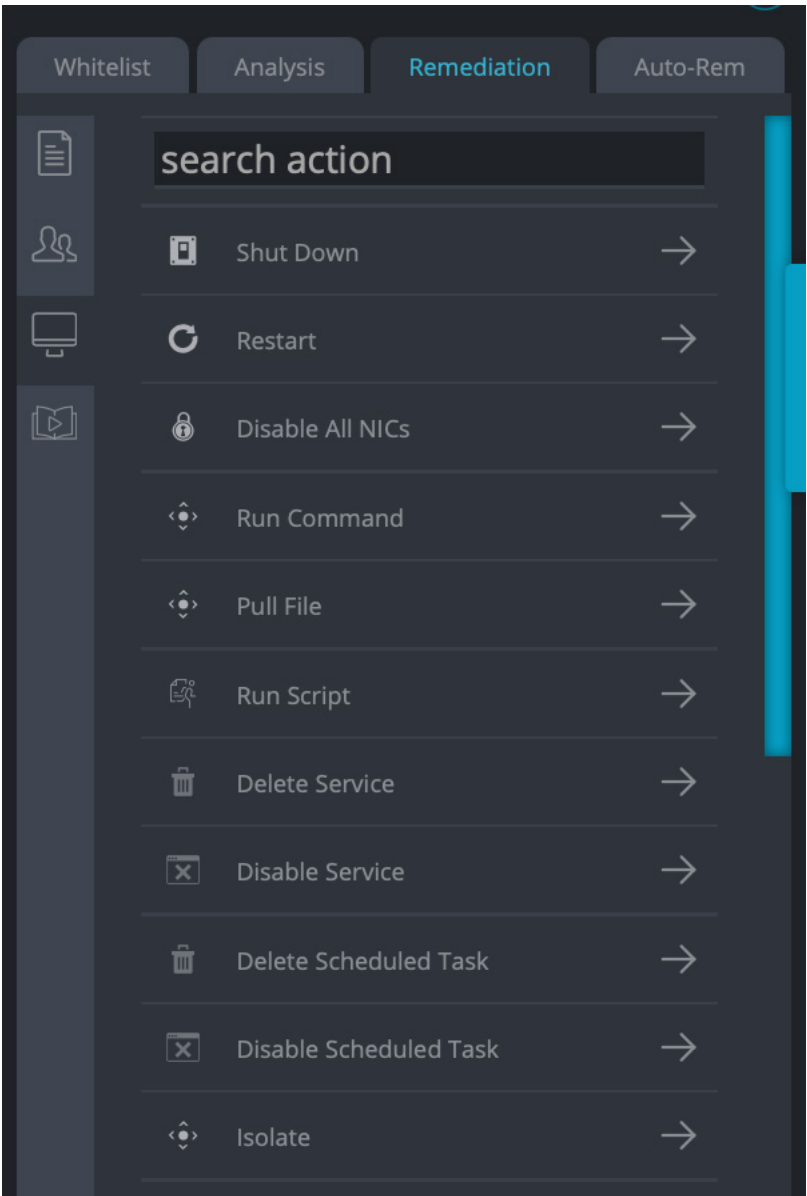 Whitelist Analysis Remediation Auto-Rem
search action
Shut Down
Restart
Disable All NICs
Run Command
Pull File
Run Script
Delete Service
Disable Service
Delete Scheduled Task
Disable Scheduled Task
Isolate